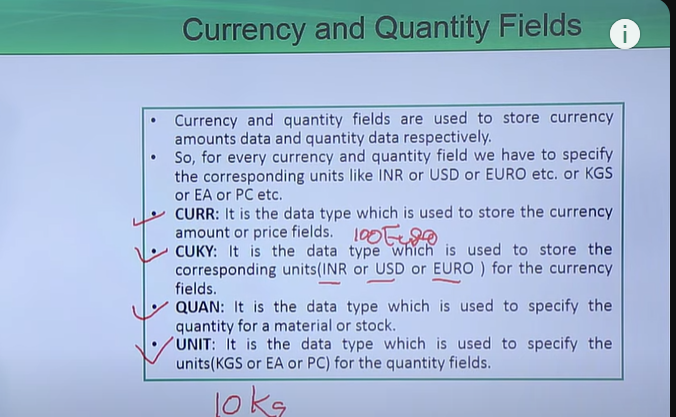 Currency and Quantity Fields
i
• Currency and quantity fields are used to store currency
amounts data and quantity data respectively.
• So, for every currency and quantity field we have to specify
the corresponding units like INR or USD or EURO etc. or KGS
or EA or PC etc.
• CURR: It is the data type which is used to store the currency
amount or price fields. 100 Euro
• CUKY: It is the data type which is used to store the
corresponding units(INR or USD or EURO ) for the currency
fields.
• QUAN: It is the data type which is used to specify the
quantity for a material or stock.
• UNIT: It is the data type which is used to specify the
units(KGS or EA or PC) for the quantity fields.
10 Kg